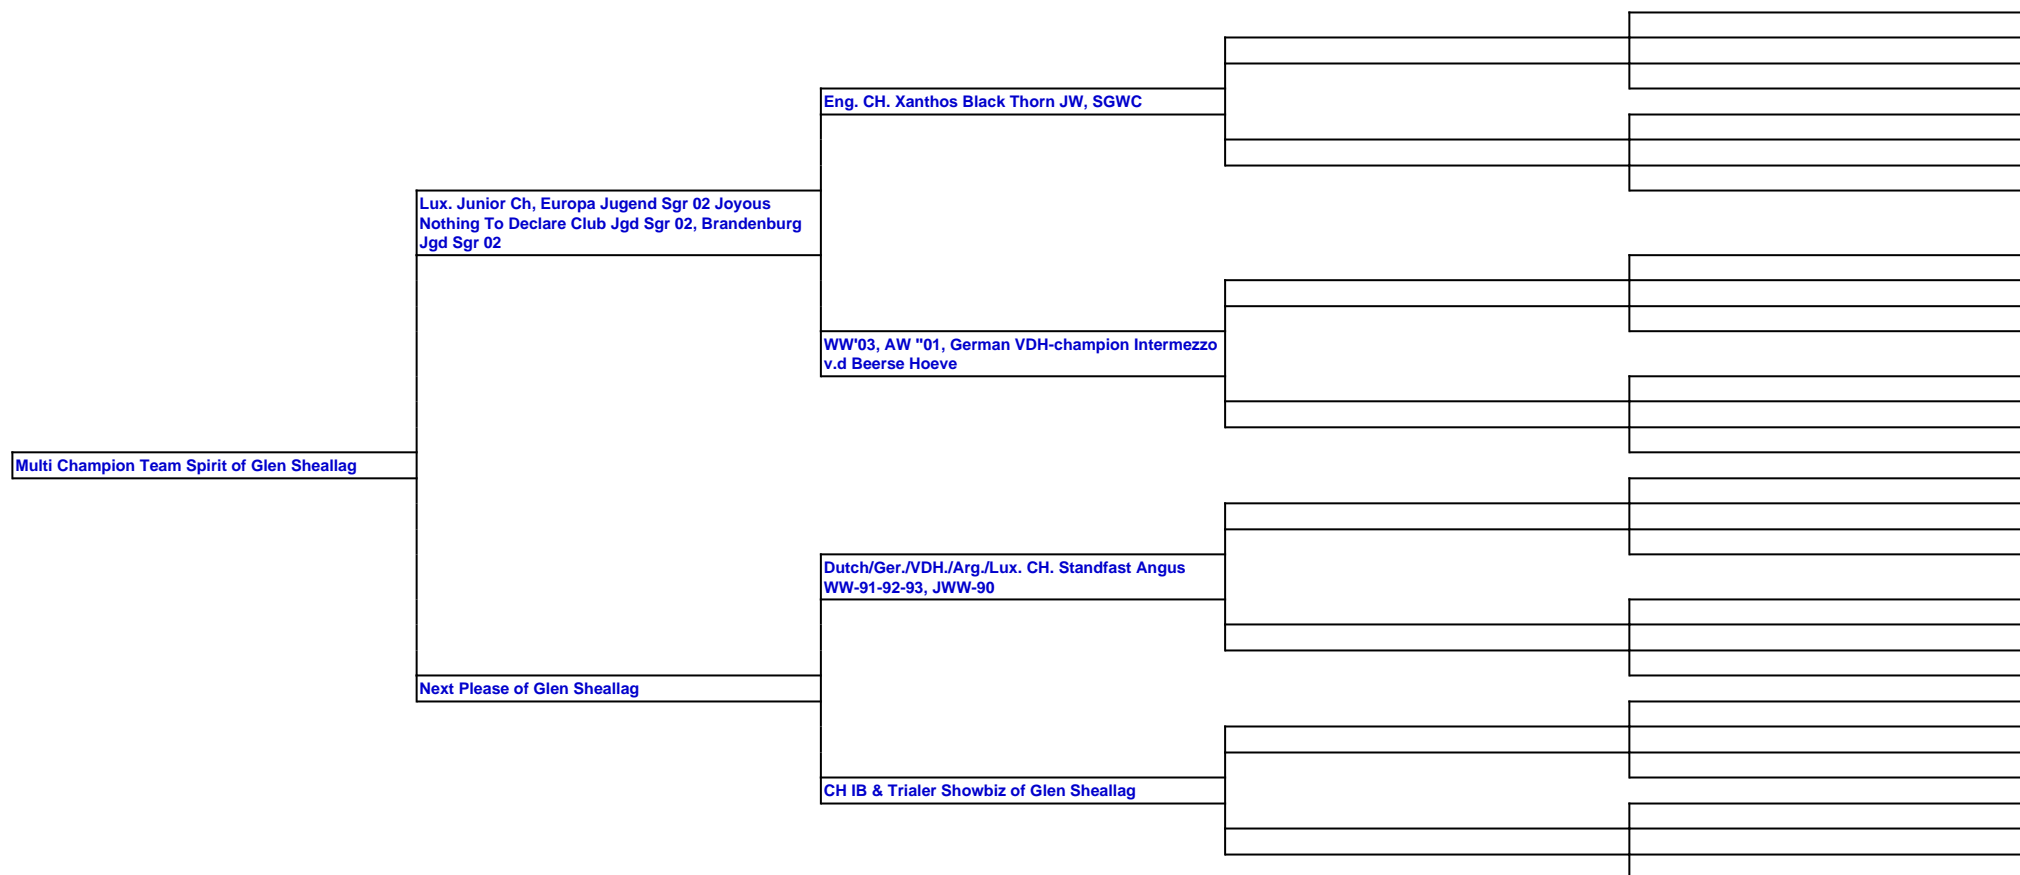 Eng. CH. Xanthos Black Thorn JW, SGWC
Lux. Junior Ch, Europa Jugend Sgr 02 Joyous
Nothing To Declare Club Jgd Sgr 02, Brandenburg
Jgd Sgr 02
WW'03, AW "01, German VDH-champion Intermezzo
v.d Beerse Hoeve
Multi Champion Team Spirit of Glen Sheallag
Dutch/Ger./VDH./Arg./Lux. CH. Standfast Angus
WW-91-92-93, JWW-90
Next Please of Glen Sheallag
CH IB & Trialer Showbiz of Glen Sheallag